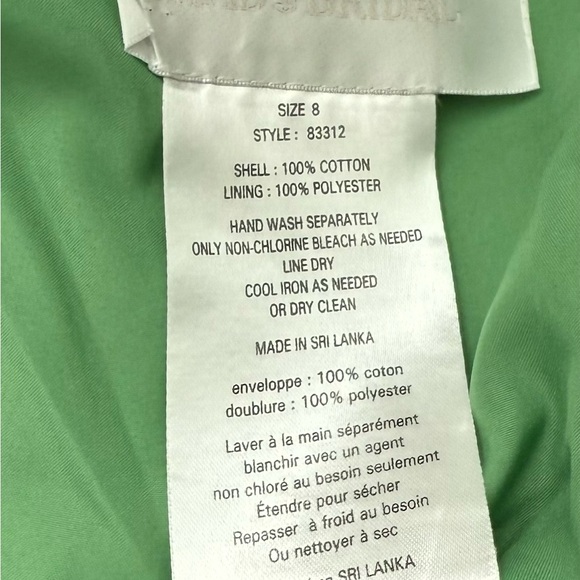 SIZE 8
STYLE : 83312
SHELL : 100% COTTON
LINING : 100% POLYESTER
HAND WASH SEPARATELY
ONLY NON-CHLORINE BLEACH AS NEEDED
LINE DRY
COOL IRON AS NEEDED
OR DRY CLEAN
MADE IN SRI LANKA
enveloppe : 100% coton
doublure : 100% polyester
Laver à la main séparément
blanchir avec un agent
non chloré au besoin seulement
Étendre pour sécher
Repasser à froid au besoin
Ou nettoyer à sec
SRI LANKA